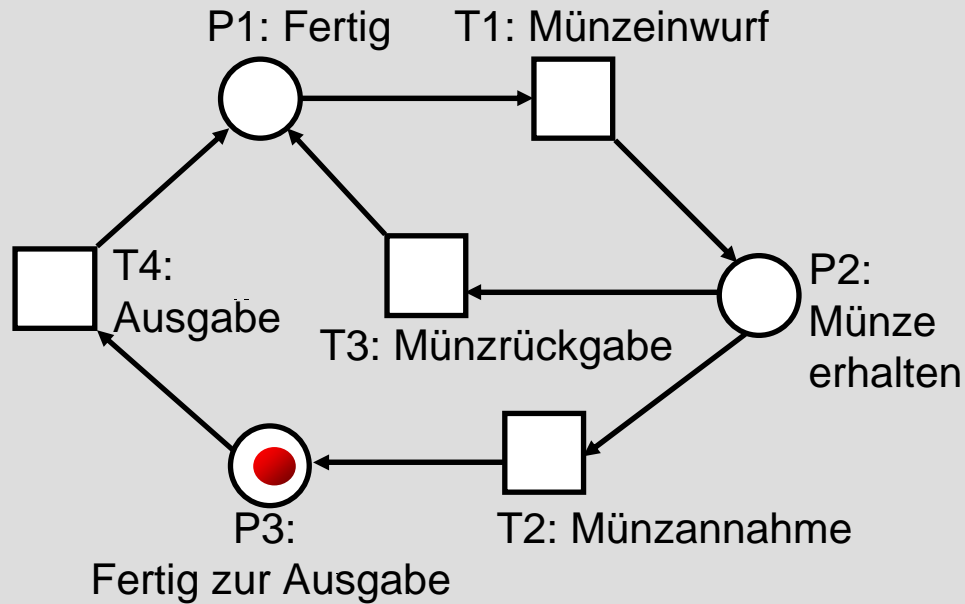 P1: Fertig
T1: Münzeinwurf
T4:
Ausgabe
P2:
Münze
erhalten
T3: Münzrückgabe
P3:
Fertig zur Ausgabe
T2: Münzannahme